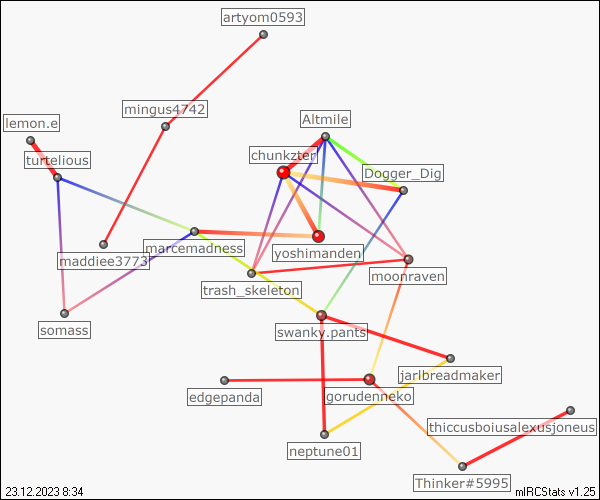 artyom0593
mingus4742
Altmile
lemon.e
chunkzter
turtelious
Dogger_Dig
marcemadness
yoshimanden
maddiee3773
moonraven
trash_skeleton
somass
swanky.pants
jarlbreadmaker
edgepanda
gorudenneko
thiccusboiusalexusjoneus
neptune01
Thinker#5995
23.12.2023 8:34
mIRCStats v1.25